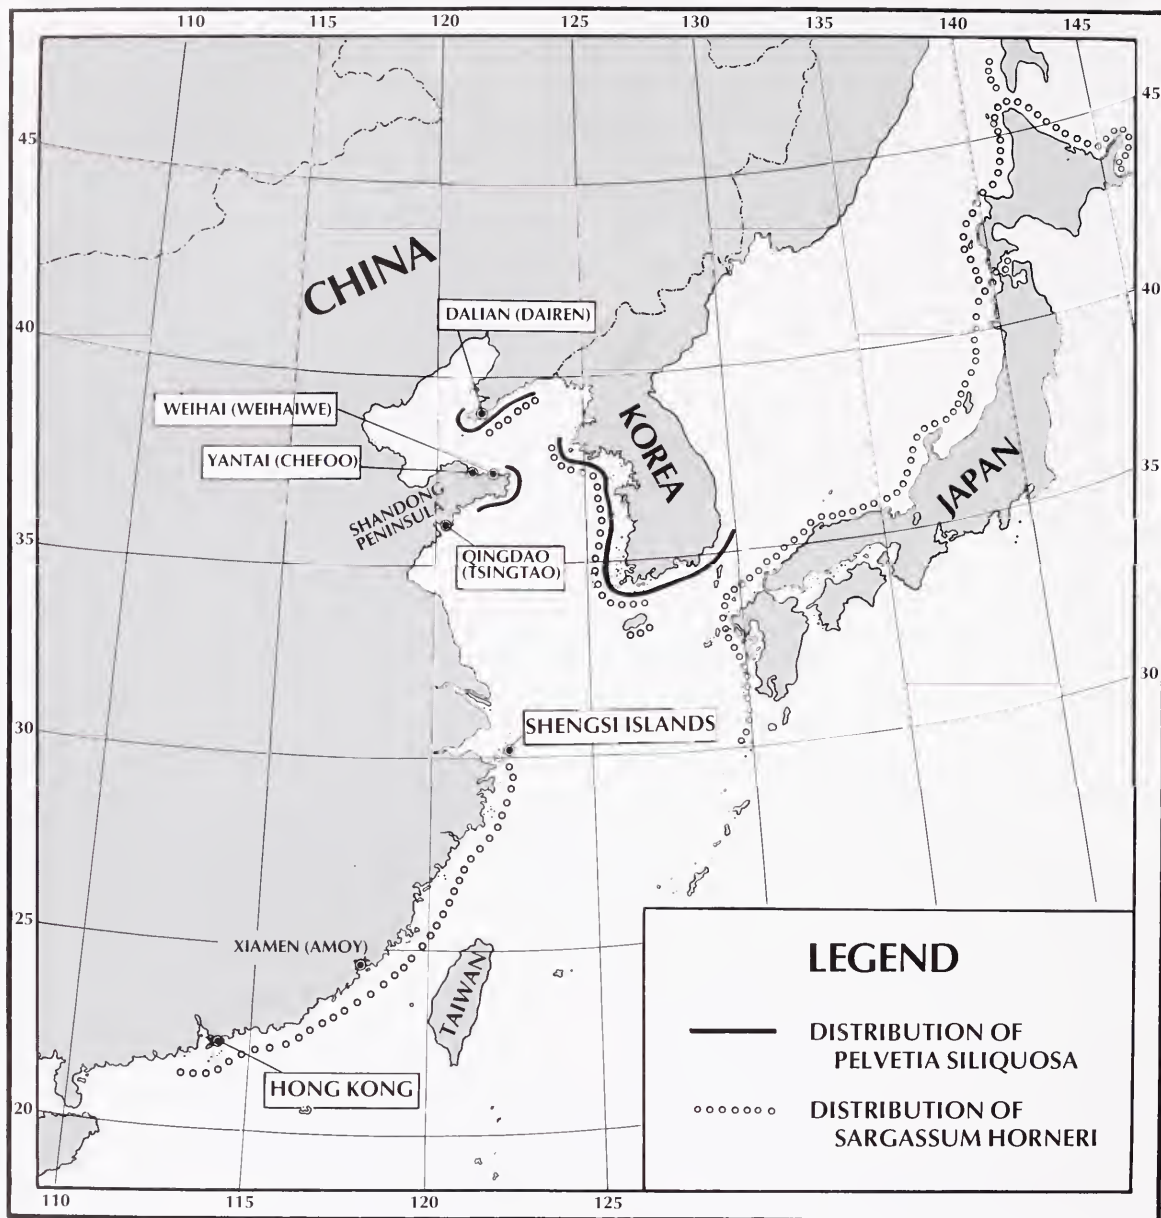 110 115 120 125 130 135 140 145
45
45
40
40
35
35
30
30
25
20
CHINA
DALIAN (DAIREN)
WEIHAI (WEIHAIWE)
YANTAI (CHEFOO)
SHANDONG
PENINSULA
QINGDAO
(TSINGTAO)
KOREA
JAPAN
SHENGSI ISLANDS
XIAMEN (AMOY)
TAIWAN
HONG KONG
LEGEND
DISTRIBUTION OF
PELVETIA SILIQUOSA
DISTRIBUTION OF
SARGASSUM HORNERI
110 115 120 125